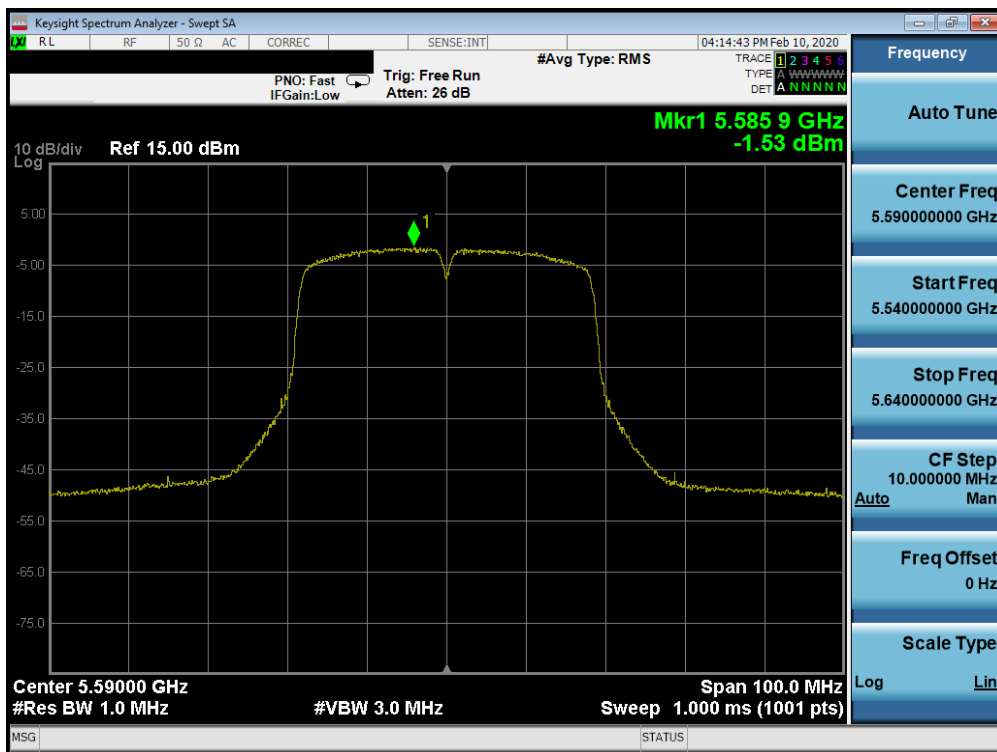 Keysight Spectrum Analyzer - Swept SA
LXI RL RF 50 Ω AC CORREC SENSE:INT 04:14:43 PM Feb 10, 2020
#Avg Type: RMS TRACE 1 2 3 4 5 6
PNO: Fast Trig: Free Run TYPE A WWWWW
IFGain:Low Atten: 26 dB DET A N N N N N
Mkr1 5.585 9 GHz
-1.53 dBm
10 dB/div Ref 15.00 dBm
Log
1
5.00
-5.00
-15.0
-25.0
-35.0
-45.0
-55.0
-65.0
-75.0
Center 5.59000 GHz Span 100.0 MHz
#Res BW 1.0 MHz #VBW 3.0 MHz Sweep 1.000 ms (1001 pts)
MSG STATUS
Frequency
Auto Tune
Center Freq
5.590000000 GHz
Start Freq
5.540000000 GHz
Stop Freq
5.640000000 GHz
CF Step
10.000000 MHz
Auto Man
Freq Offset
0 Hz
Scale Type
Log Lin